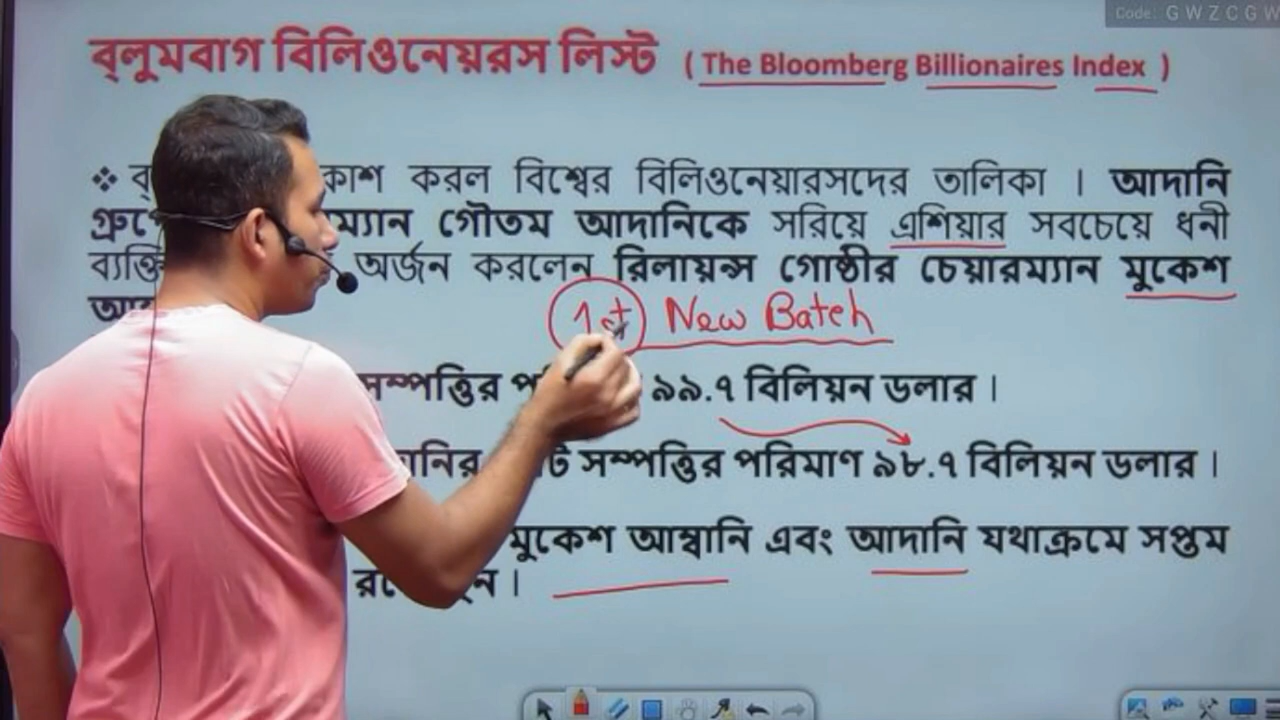 Code: G W Z C G W
ব্লুমবাগ বিলিওনেয়রস লিস্ট ( The Bloomberg Billionaires Index )
❖ কাশ করল বিশ্বের বিলিওনেয়ারসদের তালিকা । আদানি
ম্যান গৌতম আদানিকে সরিয়ে এশিয়ার সবচেয়ে ধনী
অর্জন করলেন রিলায়ন্স গোষ্ঠীর চেয়ারম্যান মুকেশ
1st New Batch
সম্পত্তির ৯৯.৭ বিলিয়ন ডলার ।
সম্পত্তির পরিমাণ ৯৮.৭ বিলিয়ন ডলার ।
মুকেশ আম্বানি এবং আদানি যথাক্রমে সপ্তম